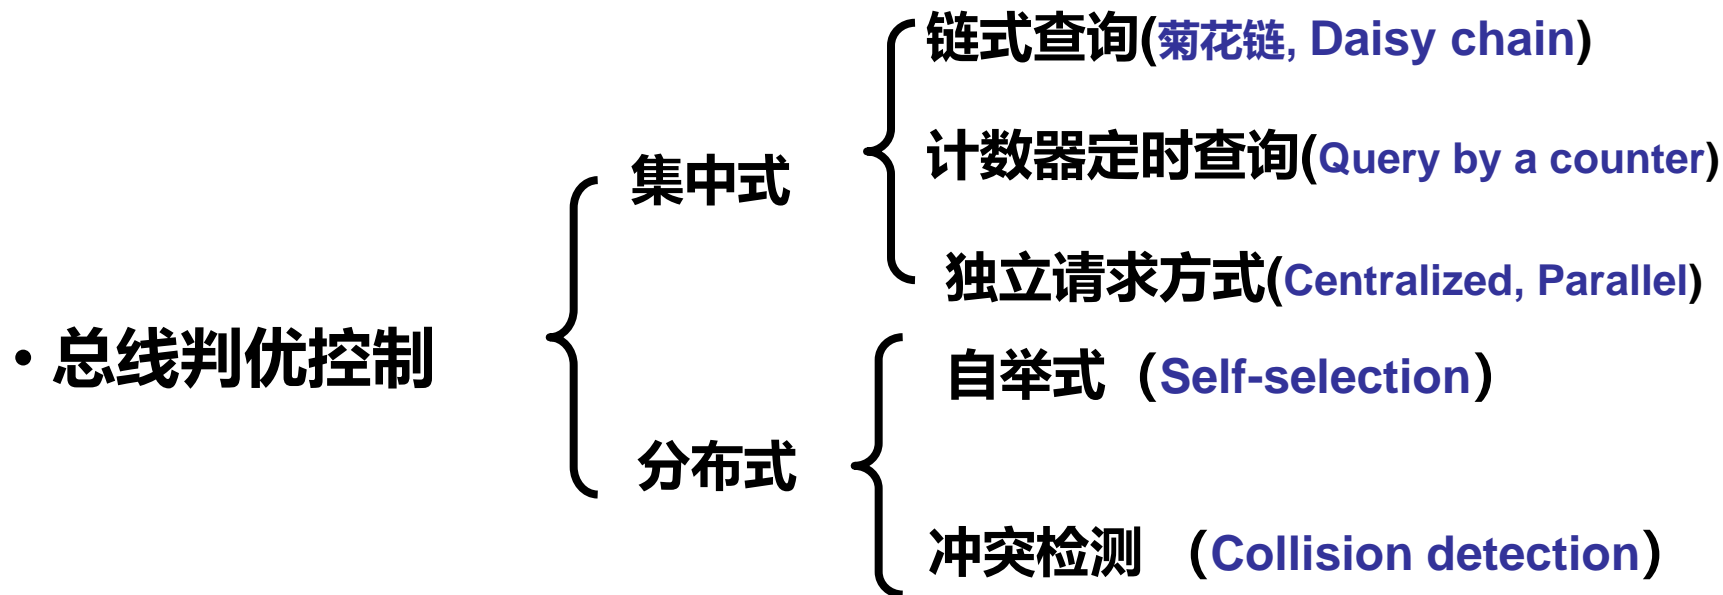 链式查询(菊花链, Daisy chain)
计数器定时查询(Query by a counter)
集中式
独立请求方式(Centralized, Parallel)
• 总线判优控制
自举式（Self-selection）
分布式
冲突检测 （Collision detection）